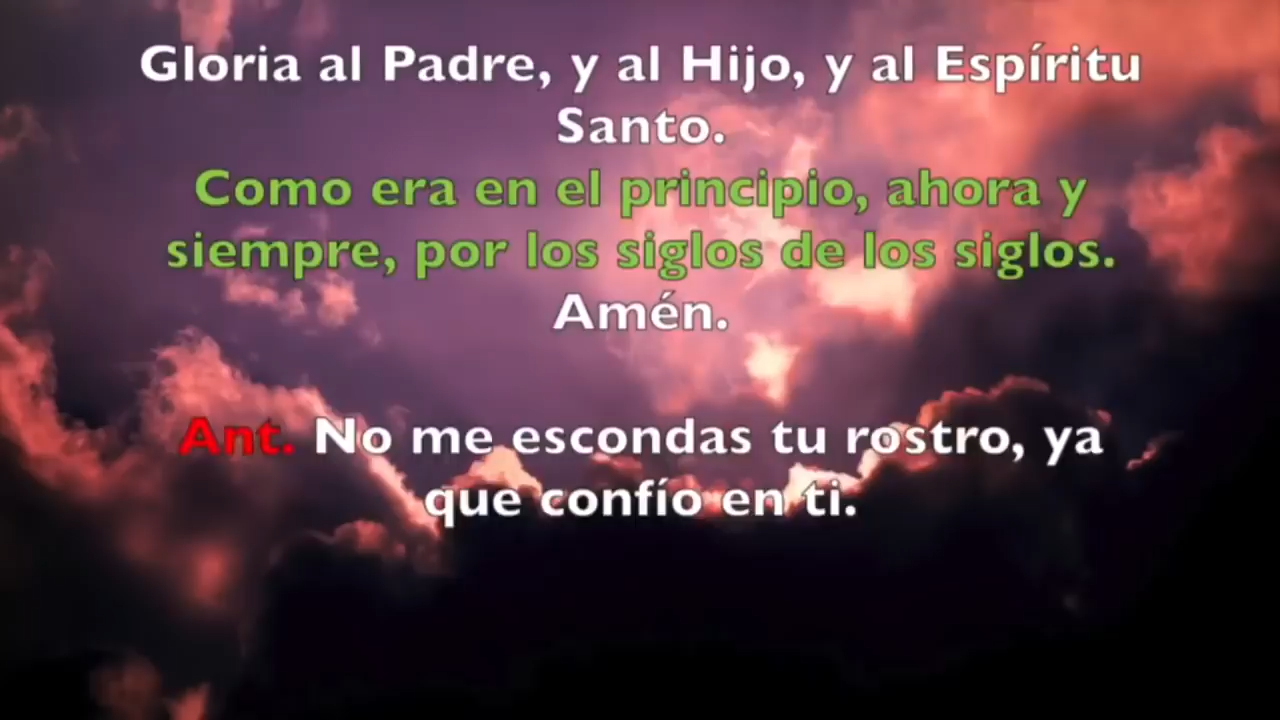 Gloria al Padre, y al Hijo, y al Espíritu
Santo.
Como era en el principio, ahora y
siempre, por los siglos de los siglos.
Amén.
Ant. No me escondas tu rostro, ya
que confío en ti.